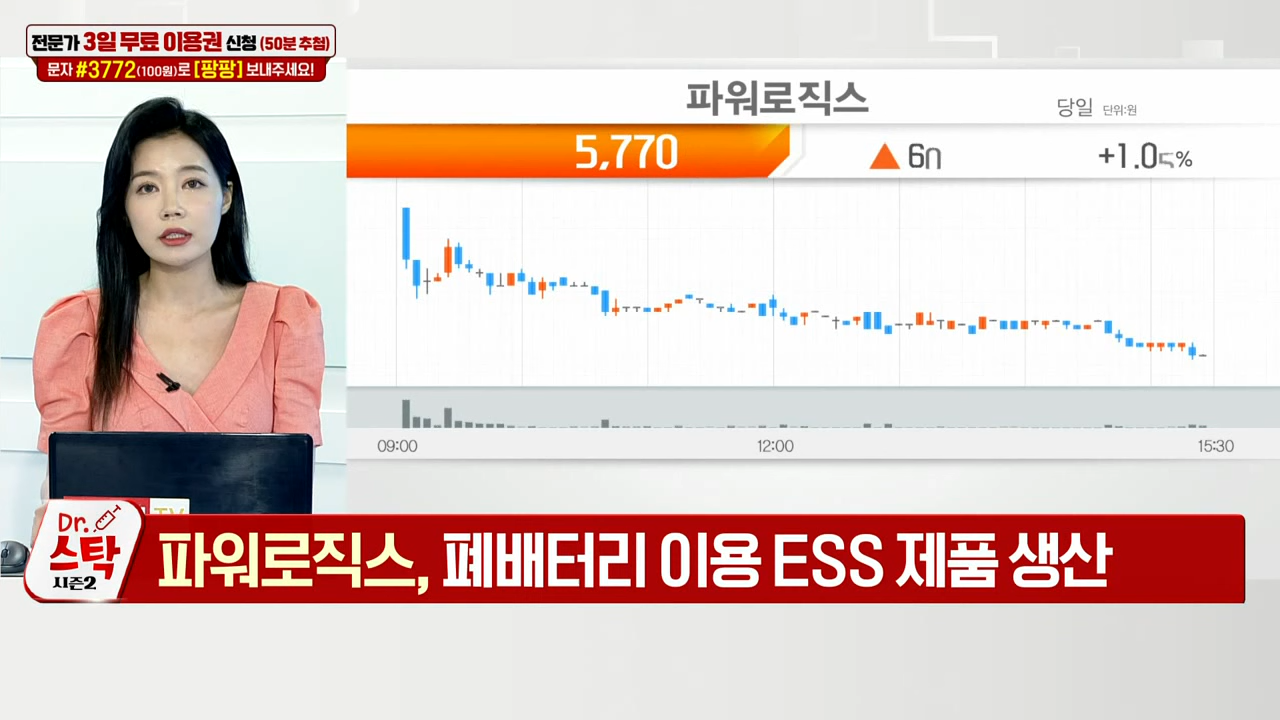 전문가 3일 무료 이용권 신청 (50분 추첨)
문자 #3772(100원)로 [팡팡] 보내주세요!
파워로직스
당일 단위:원
5,770
▲
+1.05%
09:00
12:00
15:30
TV
Dr.
스탁
시즌2
파워로직스, 폐배터리 이용 ESS 제품 생산